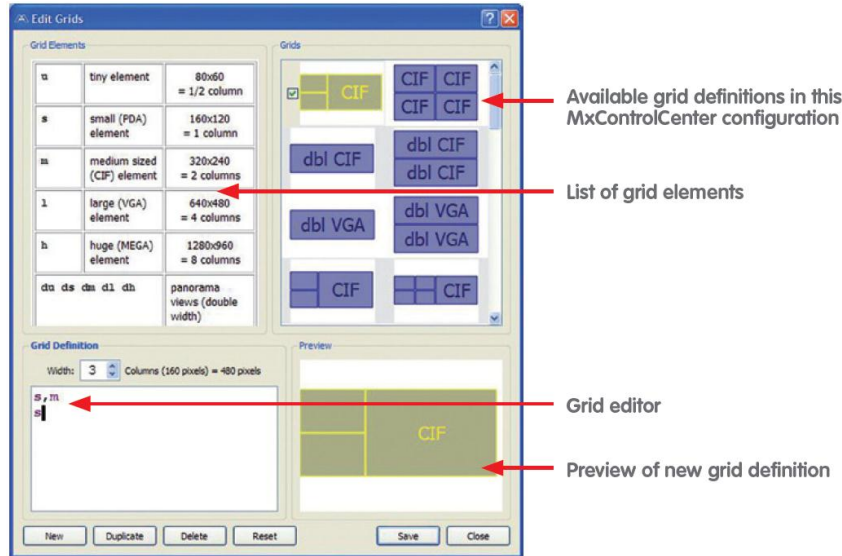 Edit Grids
Grid Elements
u tiny element 80x60
= 1/2 column
s small (PDA) 160x120
element = 1 column
m medium sized 320x240
(CIF) element = 2 columns
l large (VGA) 640x480
element = 4 columns
h huge (MEGA) 1280x960
element = 8 columns
du ds dm dl dh panorama
views (double
width)
Grids
CIF CIF CIF
CIF CIF
dbl CIF dbl CIF
dbl CIF
dbl VGA dbl VGA
dbl VGA
CIF CIF
Available grid definitions in this
MxControlCenter configuration
List of grid elements
Grid Definition
Width: 3 Columns (160 pixels) = 480 pixels
s,m
s
Preview
CIF
Grid editor
Preview of new grid definition
New Duplicate Delete Reset Save Close